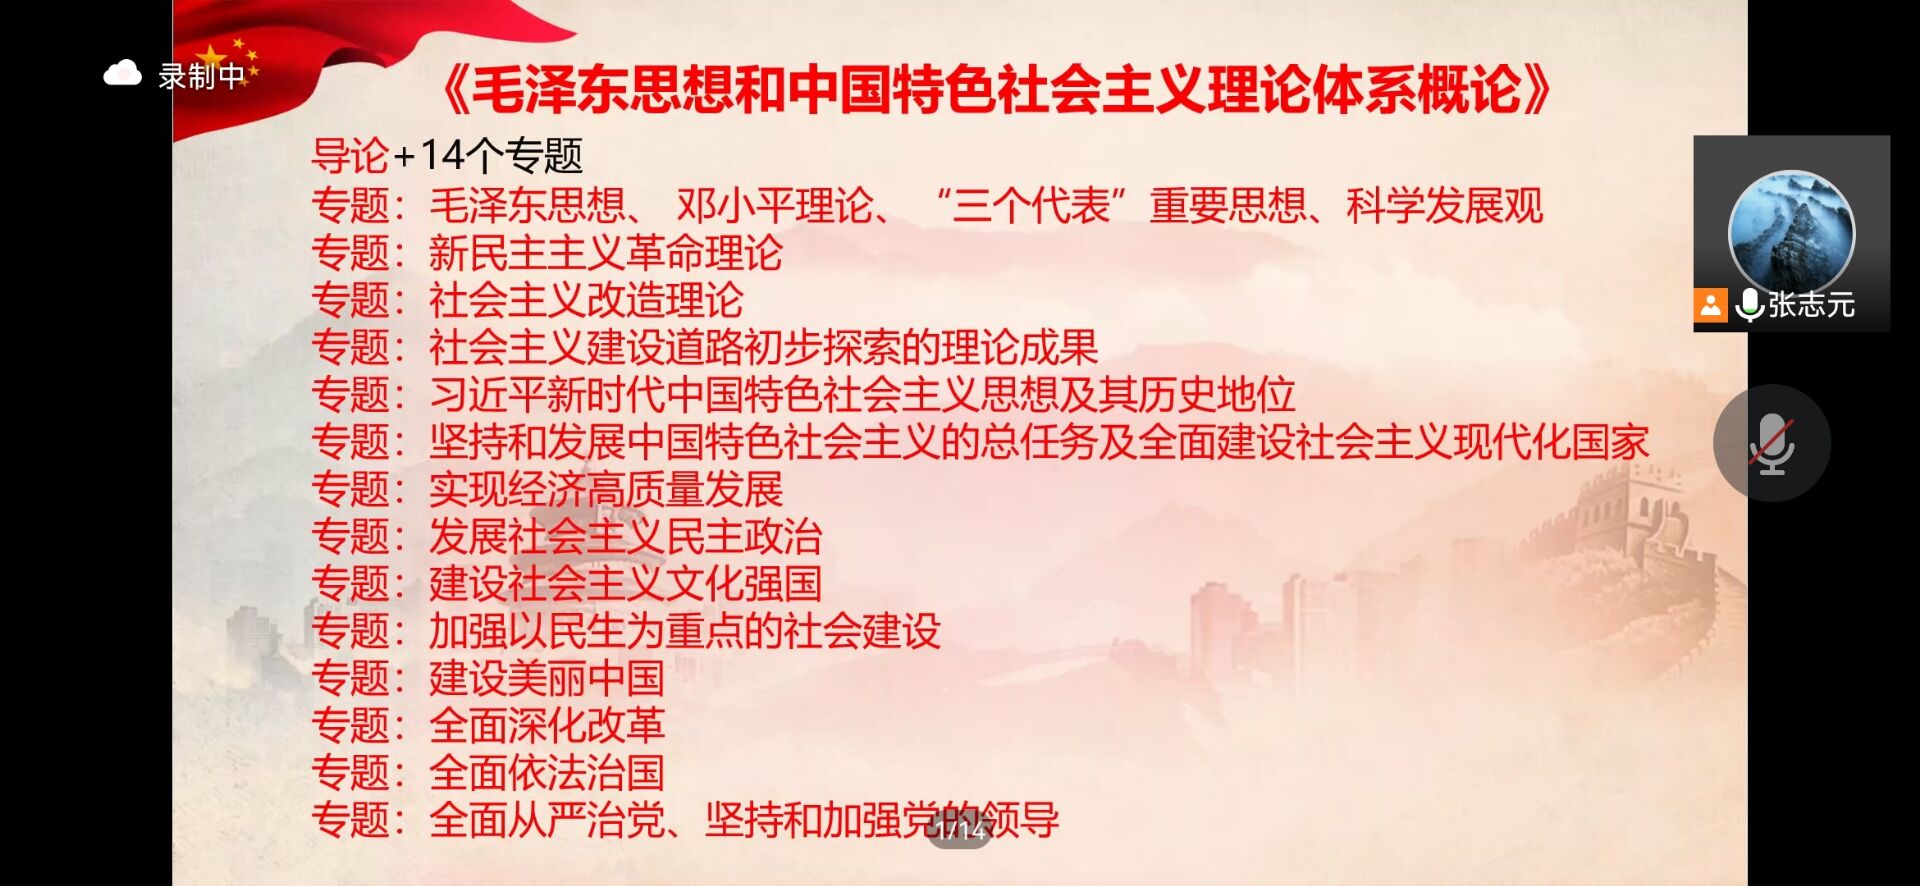 录制中
《毛泽东思想和中国特色社会主义理论体系概论》
导论+14个专题
专题：毛泽东思想、 邓小平理论、 “三个代表” 重要思想、科学发展观
专题：新民主主义革命理论
专题：社会主义改造理论
专题：社会主义建设道路初步探索的理论成果
专题：习近平新时代中国特色社会主义思想及其历史地位
专题：坚持和发展中国特色社会主义的总任务及全面建设社会主义现代化国家
专题：实现经济高质量发展
专题：发展社会主义民主政治
专题：建设社会主义文化强国
专题：加强以民生为重点的社会建设
专题：建设美丽中国
专题：全面深化改革
专题：全面依法治国
专题：全面从严治党、坚持和加强党的领导
1/14
张志元